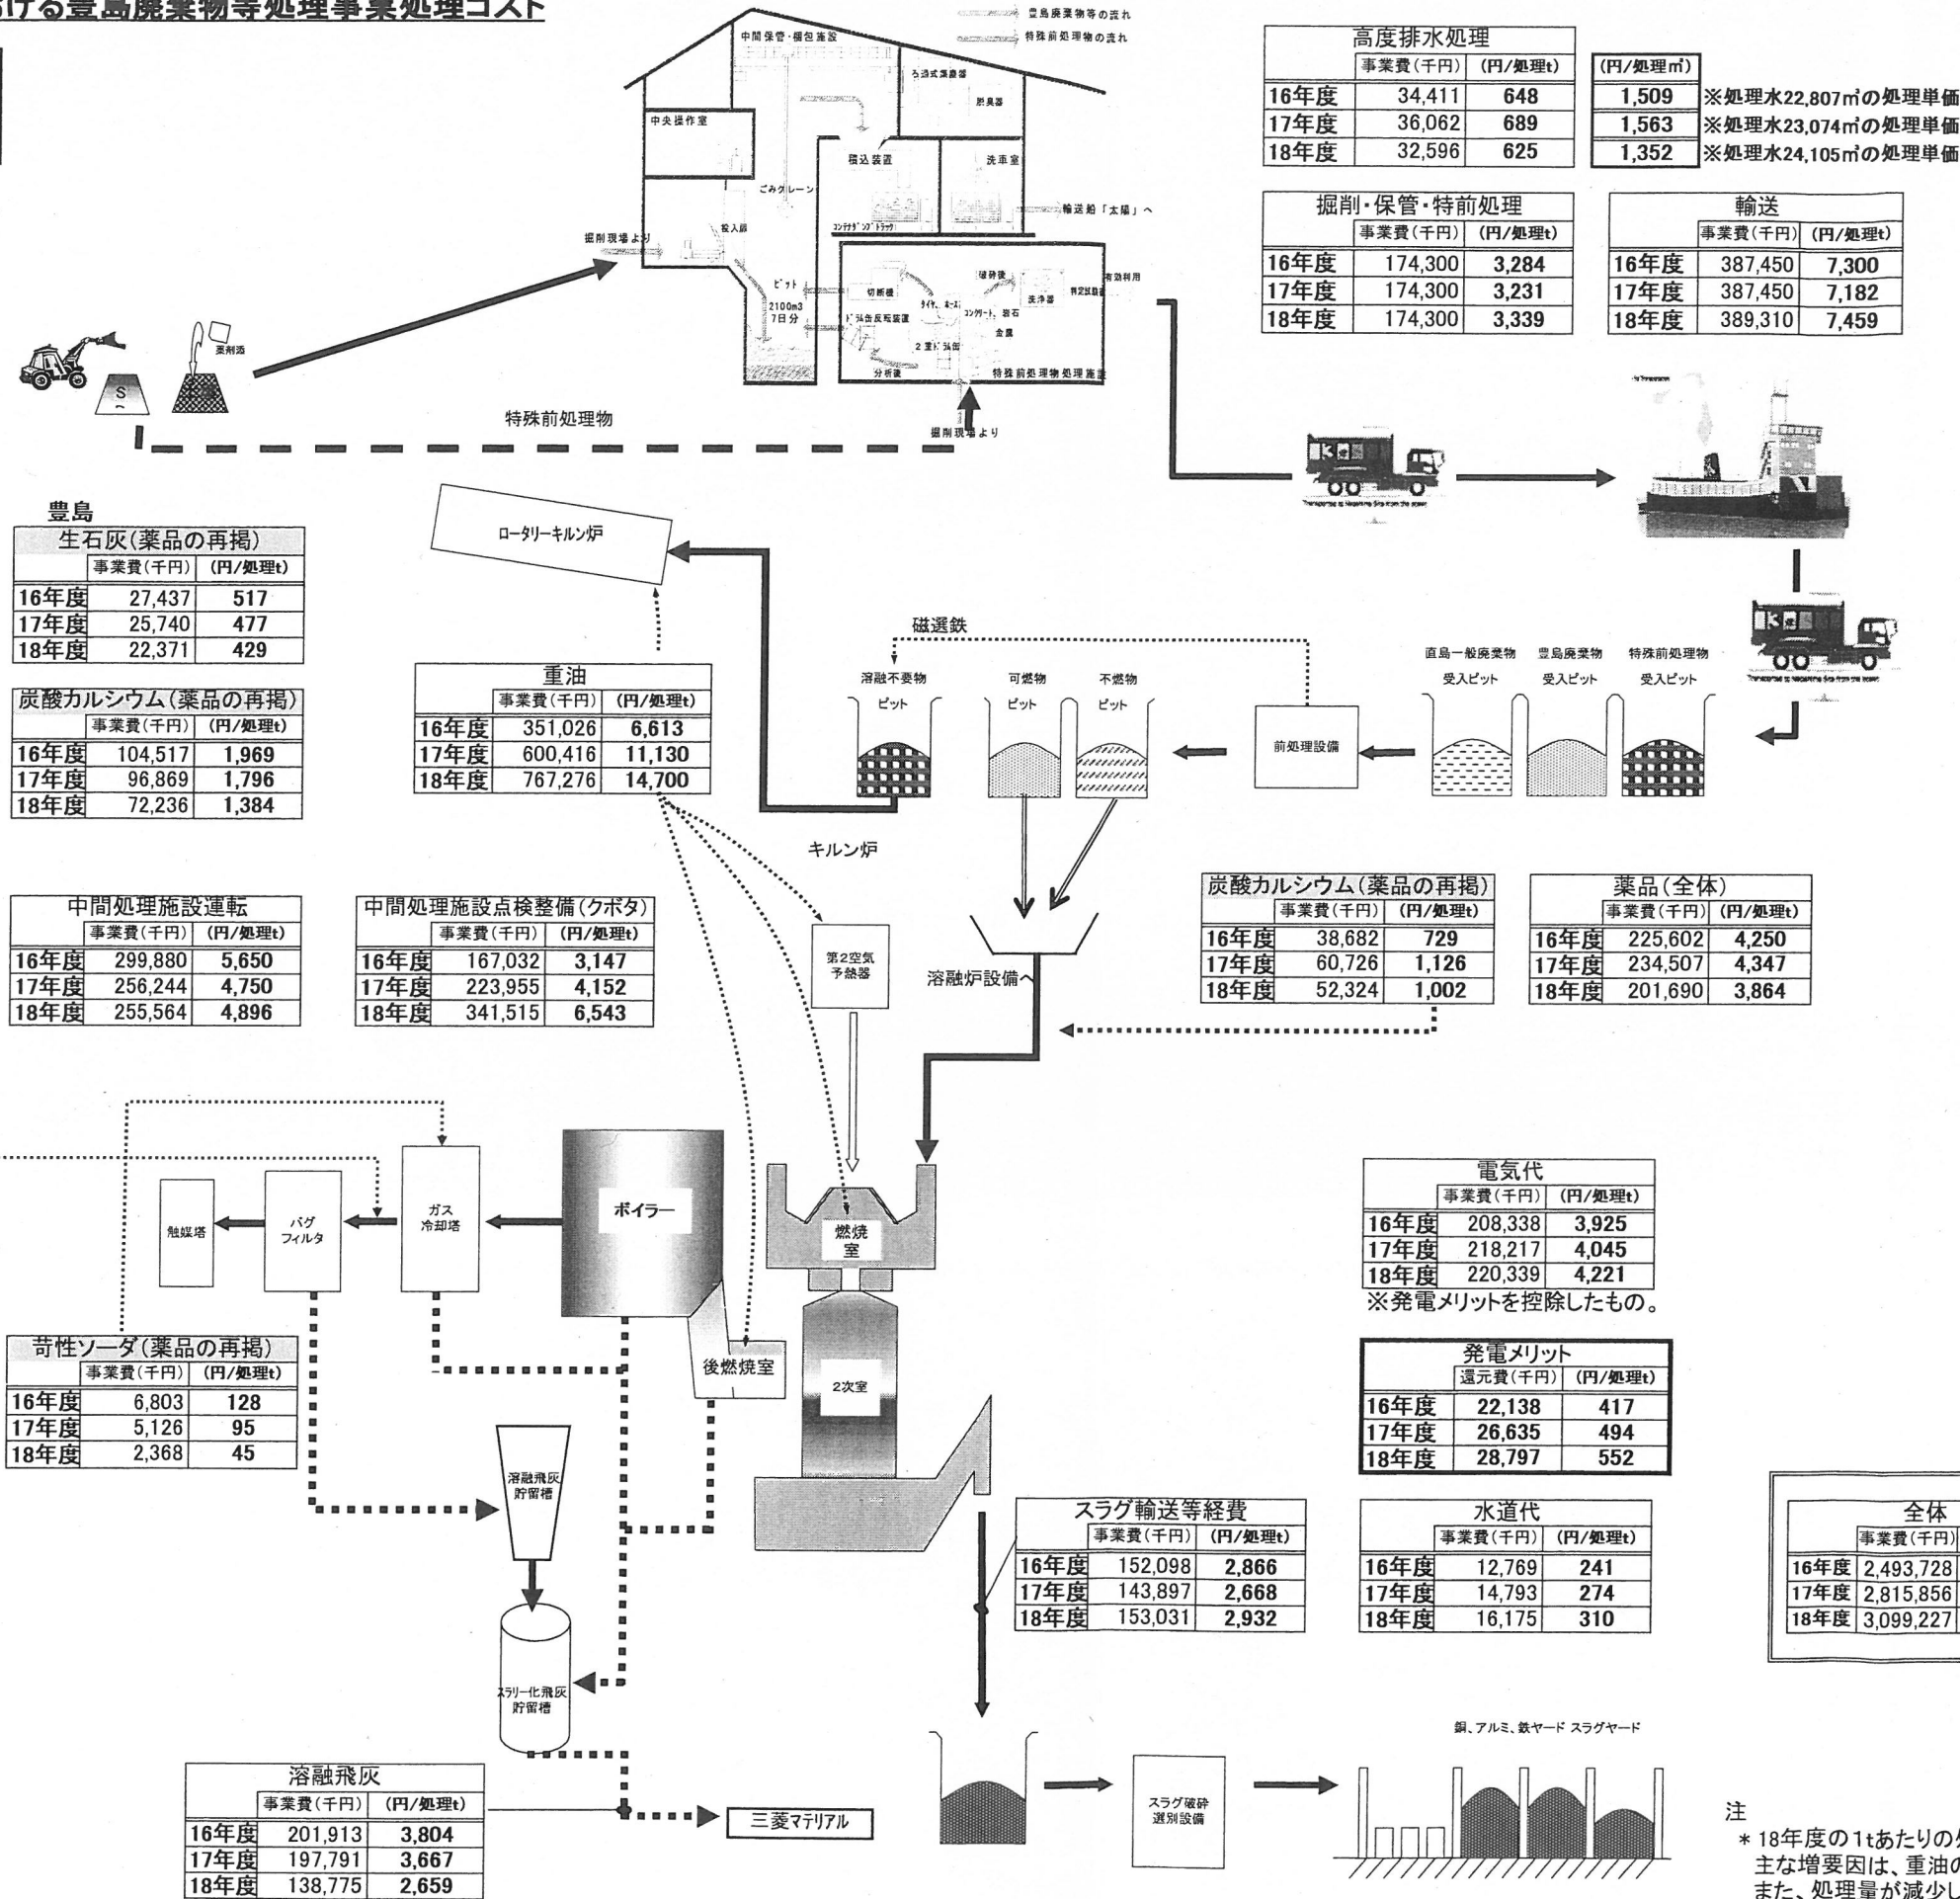 ける豊島廃棄物等処理事業処理コスト
豊島廃棄物等の流れ
特殊前処理物の流れ
中間保管・梱包施設
ろ過式集塵器
脱臭器
中央操作室
積込装置
洗車室
ごみクレーン
輸送船「太陽」へ
投入扉
コンテナダンプトラック
掘削現場より
ピット
2100m3
7日分
切断機
破砕後
洗浄器
有効利用
ドラム缶反転装置
コンクリート、岩石
金属
2重ドラム缶
分析後
特殊前処理物処理施設
掘削現場より
高度排水処理
事業費(千円) (円/処理t) (円/処理㎥)
16年度 34,411 648 1,509 ※処理水22,807㎥の処理単価
17年度 36,062 689 1,563 ※処理水23,074㎥の処理単価
18年度 32,596 625 1,352 ※処理水24,105㎥の処理単価
掘削・保管・特前処理
事業費(千円) (円/処理t)
16年度 174,300 3,284
17年度 174,300 3,231
18年度 174,300 3,339
輸送
事業費(千円) (円/処理t)
16年度 387,450 7,300
17年度 387,450 7,182
18年度 389,310 7,459
S
特殊前処理物
豊島
生石灰(薬品の再掲)
事業費(千円) (円/処理t)
16年度 27,437 517
17年度 25,740 477
18年度 22,371 429
炭酸カルシウム(薬品の再掲)
事業費(千円) (円/処理t)
16年度 104,517 1,969
17年度 96,869 1,796
18年度 72,236 1,384
ロータリーキルン炉
重油
事業費(千円) (円/処理t)
16年度 351,026 6,613
17年度 600,416 11,130
18年度 767,276 14,700
磁選鉄
溶融不要物
ピット
可燃物
ピット
不燃物
ピット
前処理設備
直島一般廃棄物
受入ピット
豊島廃棄物
受入ピット
特殊前処理物
受入ピット
キルン炉
中間処理施設運転
事業費(千円) (円/処理t)
16年度 299,880 5,650
17年度 256,244 4,750
18年度 255,564 4,896
中間処理施設点検整備(クボタ)
事業費(千円) (円/処理t)
16年度 167,032 3,147
17年度 223,955 4,152
18年度 341,515 6,543
第2空気
予熱器
溶融炉設備へ
炭酸カルシウム(薬品の再掲)
事業費(千円) (円/処理t)
16年度 38,682 729
17年度 60,726 1,126
18年度 52,324 1,002
薬品(全体)
事業費(千円) (円/処理t)
16年度 225,602 4,250
17年度 234,507 4,347
18年度 201,690 3,864
触媒塔
バグ
フィルタ
ガス
冷却塔
ボイラー
燃焼
室
後燃焼室
2次室
電気代
事業費(千円) (円/処理t)
16年度 208,338 3,925
17年度 218,217 4,045
18年度 220,339 4,221
※発電メリットを控除したもの。
苛性ソーダ(薬品の再掲)
事業費(千円) (円/処理t)
16年度 6,803 128
17年度 5,126 95
18年度 2,368 45
発電メリット
還元費(千円) (円/処理t)
16年度 22,138 417
17年度 26,635 494
18年度 28,797 552
溶融飛灰
貯留槽
スラグ輸送等経費
事業費(千円) (円/処理t)
16年度 152,098 2,866
17年度 143,897 2,668
18年度 153,031 2,932
水道代
事業費(千円) (円/処理t)
16年度 12,769 241
17年度 14,793 274
18年度 16,175 310
全体
事業費(千円)
16年度 2,493,728
17年度 2,815,856
18年度 3,099,227
スラリー化飛灰
貯留槽
溶融飛灰
事業費(千円) (円/処理t)
16年度 201,913 3,804
17年度 197,791 3,667
18年度 138,775 2,659
三菱マテリアル
スラグ破砕
選別設備
銅、アルミ、鉄ヤード スラグヤード
注
*18年度の1tあたりの処
主な増要因は、重油の
また、処理量が減少し